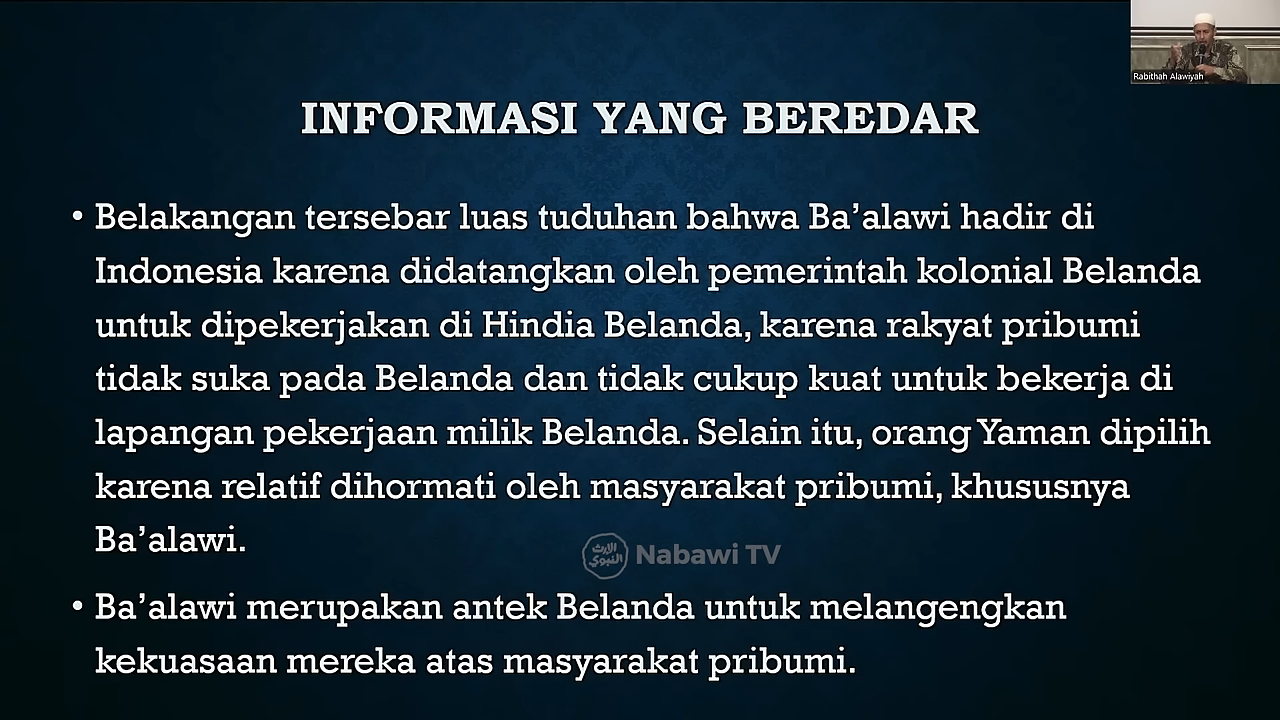 Rabithah Alawiyah
INFORMASI YANG BEREDAR
• Belakangan tersebar luas tuduhan bahwa Ba’alawi hadir di
Indonesia karena didatangkan oleh pemerintah kolonial Belanda
untuk dipekerjakan di Hindia Belanda, karena rakyat pribumi
tidak suka pada Belanda dan tidak cukup kuat untuk bekerja di
lapangan pekerjaan milik Belanda. Selain itu, orang Yaman dipilih
karena relatif dihormati oleh masyarakat pribumi, khususnya
Ba’alawi.
الإرث
النبوي
Nabawi TV
• Ba’alawi merupakan antek Belanda untuk melangengkan
kekuasaan mereka atas masyarakat pribumi.